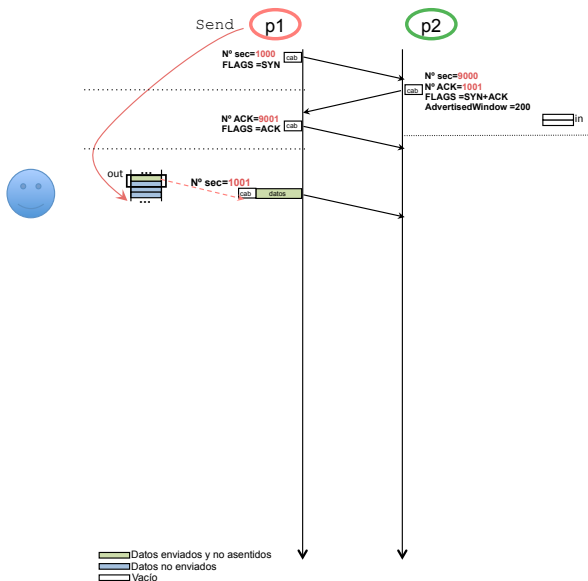 Send
p1
p2
Nº sec=1000
FLAGS =SYN
cab
Nº sec=9000
Nº ACK=1001
FLAGS =SYN+ACK
AdvertisedWindow =200
cab
in
Nº ACK=9001
FLAGS =ACK
cab
out
...
...
Nº sec=1001
cab
datos
Datos enviados y no asentidos
Datos no enviados
Vacío